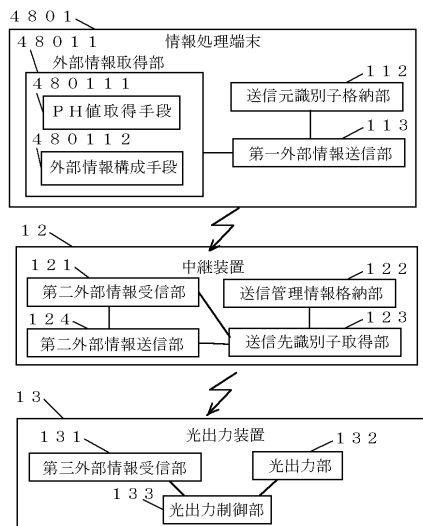 ４８０１
情報処理端末
４８０１１
外部情報取得部
４８０１１１
ＰＨ値取得手段
４８０１１２
外部情報構成手段
１１２
送信元識別子格納部
１１３
第一外部情報送信部
１２
中継装置
１２１
第二外部情報受信部
１２２
送信管理情報格納部
１２４
第二外部情報送信部
１２３
送信先識別子取得部
１３
光出力装置
１３１
第三外部情報受信部
１３２
光出力部
１３３
光出力制御部